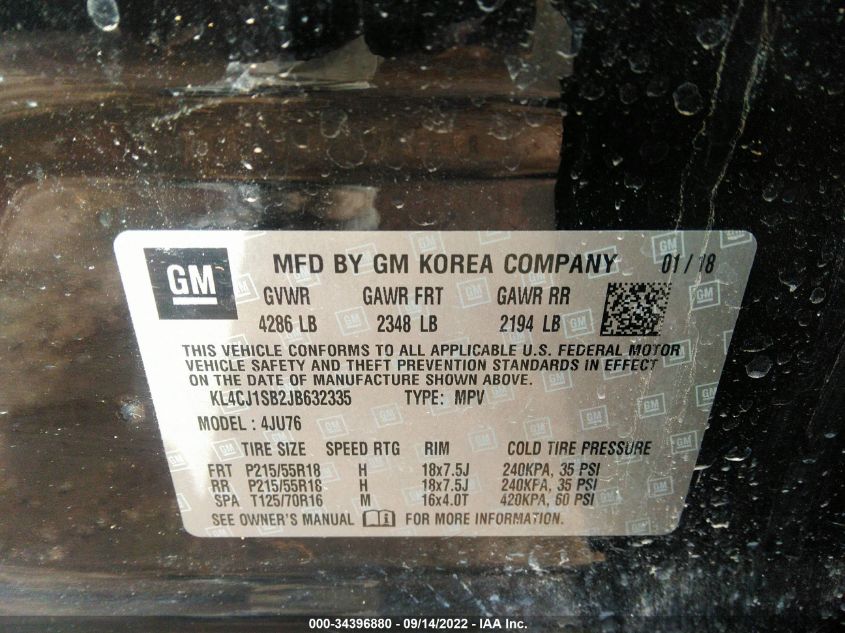 GM MFD BY GM KOREA COMPANY 01/18
GVWR GAWR FRT GAWR RR
4286 LB 2348 LB 2194 LB
THIS VEHICLE CONFORMS TO ALL APPLICABLE U.S. FEDERAL MOTOR
VEHICLE SAFETY AND THEFT PREVENTION STANDARDS IN EFFECT
ON THE DATE OF MANUFACTURE SHOWN ABOVE.
KL4CJ1SB2JB632335 TYPE: MPV
MODEL : 4JU76
TIRE SIZE SPEED RTG RIM COLD TIRE PRESSURE
FRT P215/55R18 H 18x7.5J 240KPA, 35 PSI
RR P215/55R18 H 18x7.5J 240KPA, 35 PSI
SPA T125/70R16 M 16x4.0T 420KPA, 60 PSI
SEE OWNER'S MANUAL FOR MORE INFORMATION.
000-34396880 - 09/14/2022 - IAA Inc.